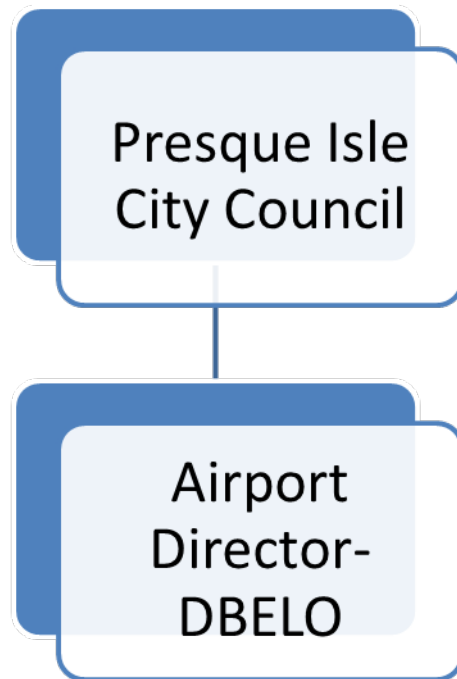 Presque Isle
City Council
Airport
Director-
DBELO